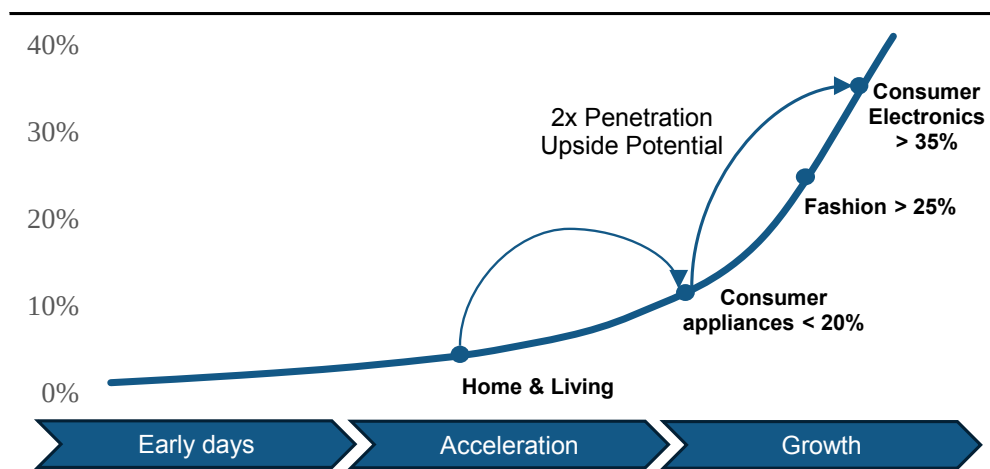 40%
30%
20%
10%
0%
2x Penetration
Upside Potential
Consumer
Electronics
> 35%
Fashion > 25%
Consumer
appliances < 20%
Home & Living
Early days
Acceleration
Growth